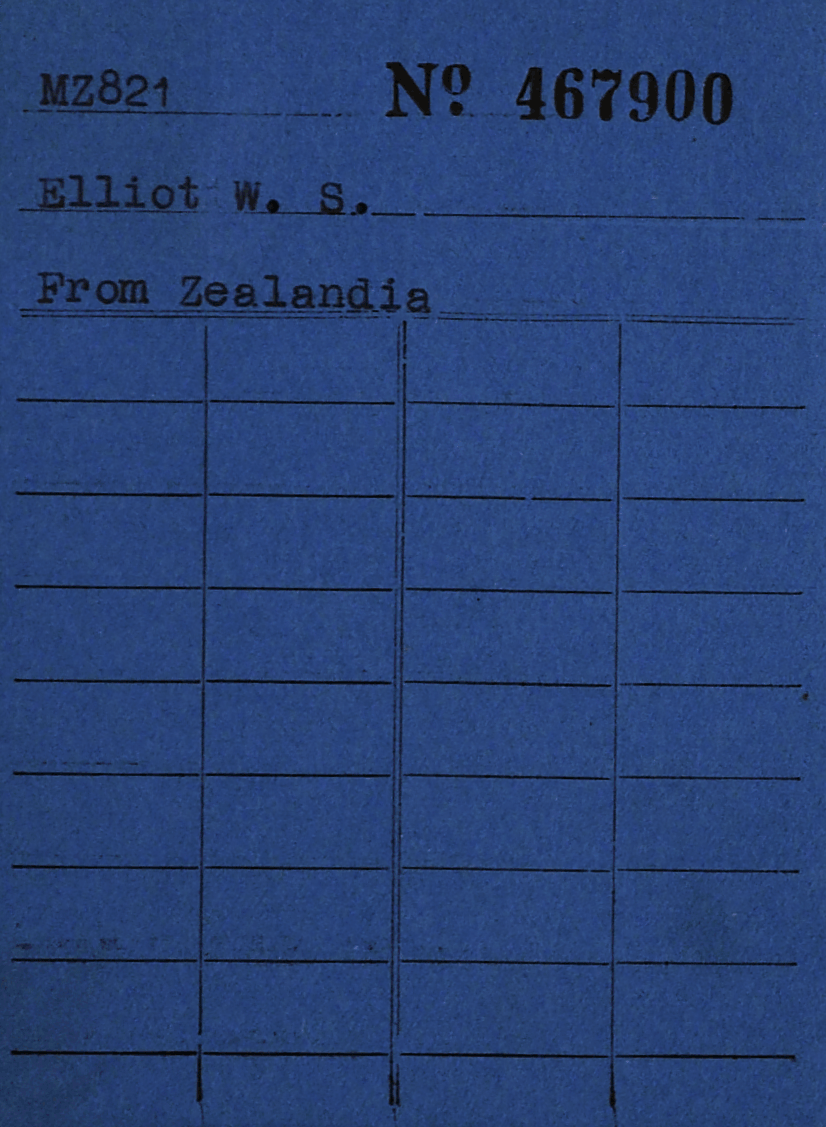 MZ821 Nº 467900
Elliot W. S.
From Zealandia